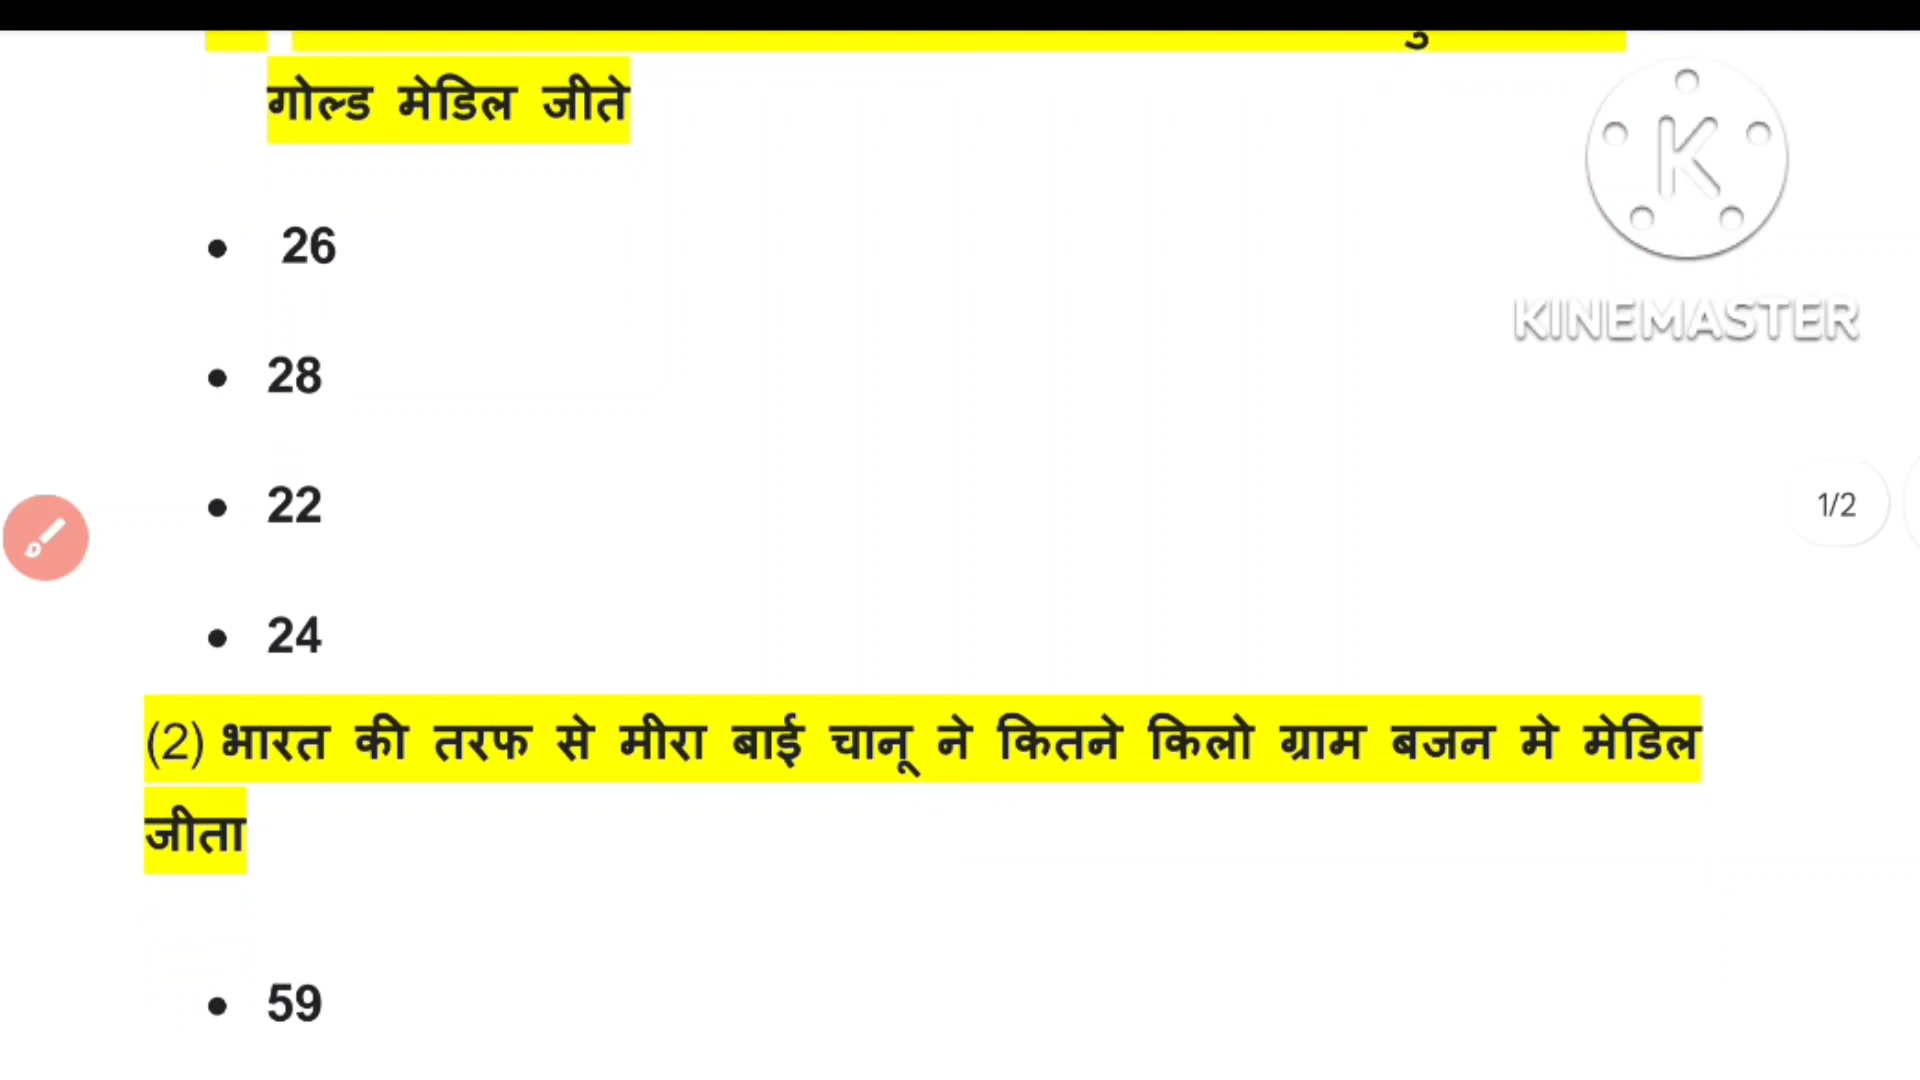 गोल्ड मेडिल जीते
• 26
KINEMASTER
• 28
• 22
1/2
• 24
(2) भारत की तरफ से मीरा बाई चानू ने कितने किलो ग्राम बजन मे मेडिल
जीता
• 59